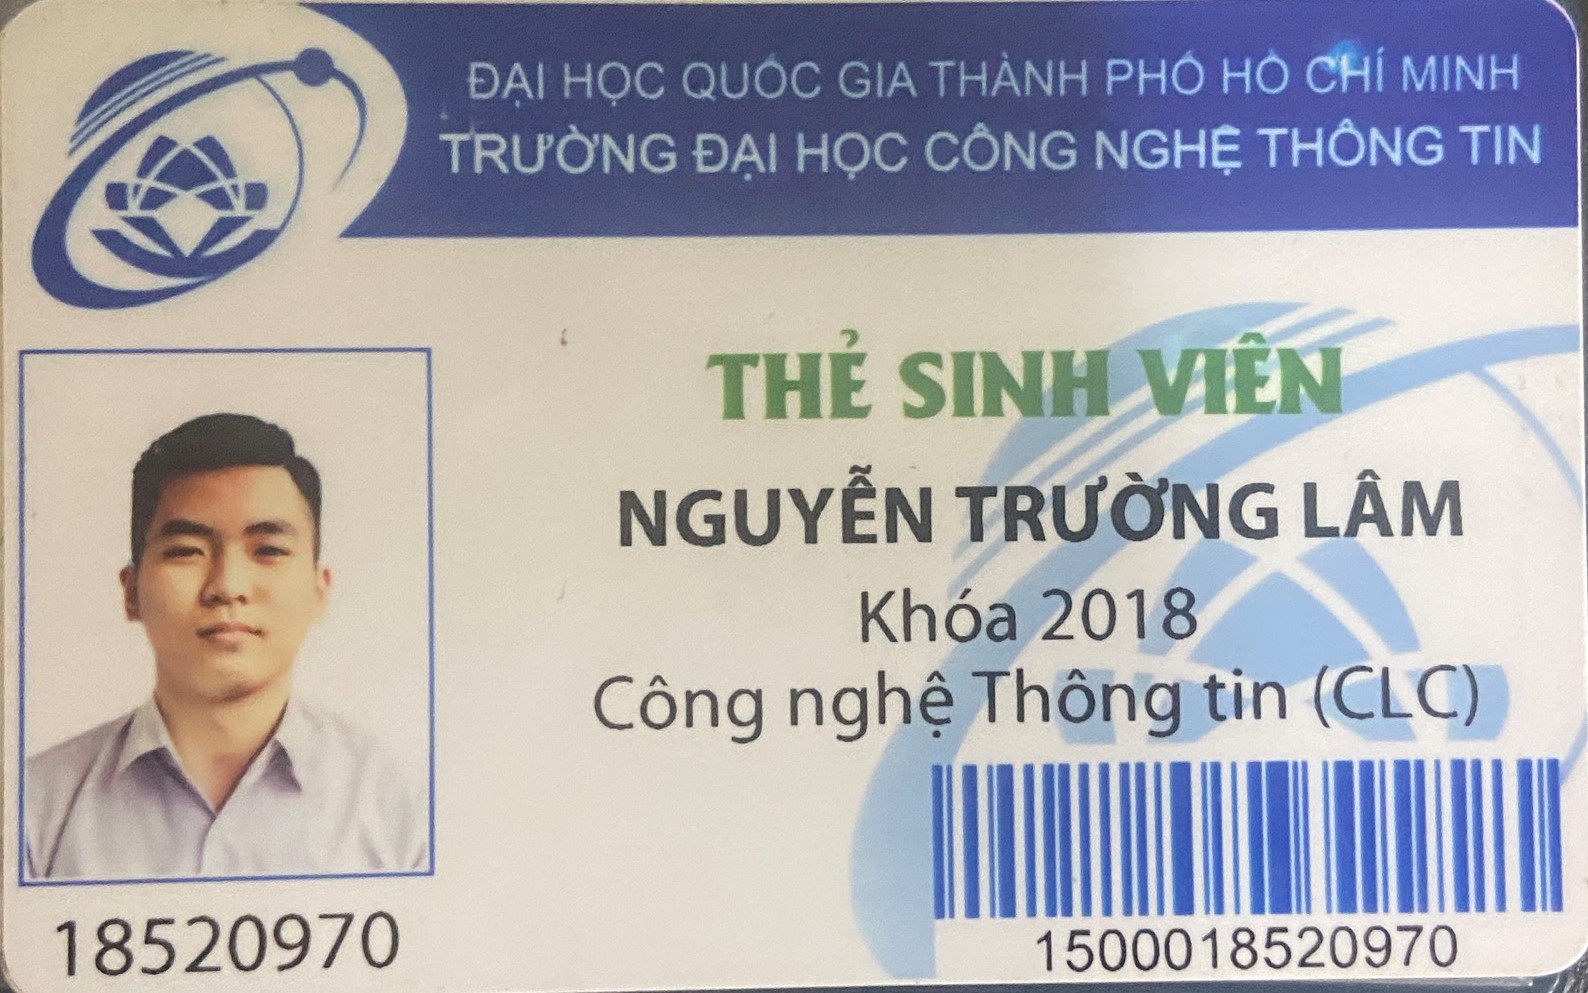 ĐẠI HỌC QUỐC GIA THÀNH PHỐ HỒ CHÍ MINH
TRƯỜNG ĐẠI HỌC CÔNG NGHỆ THÔNG TIN
THẺ SINH VIÊN
NGUYỄN TRƯỜNG LÂM
Khóa 2018
Công nghệ Thông tin (CLC)
18520970
1500018520970